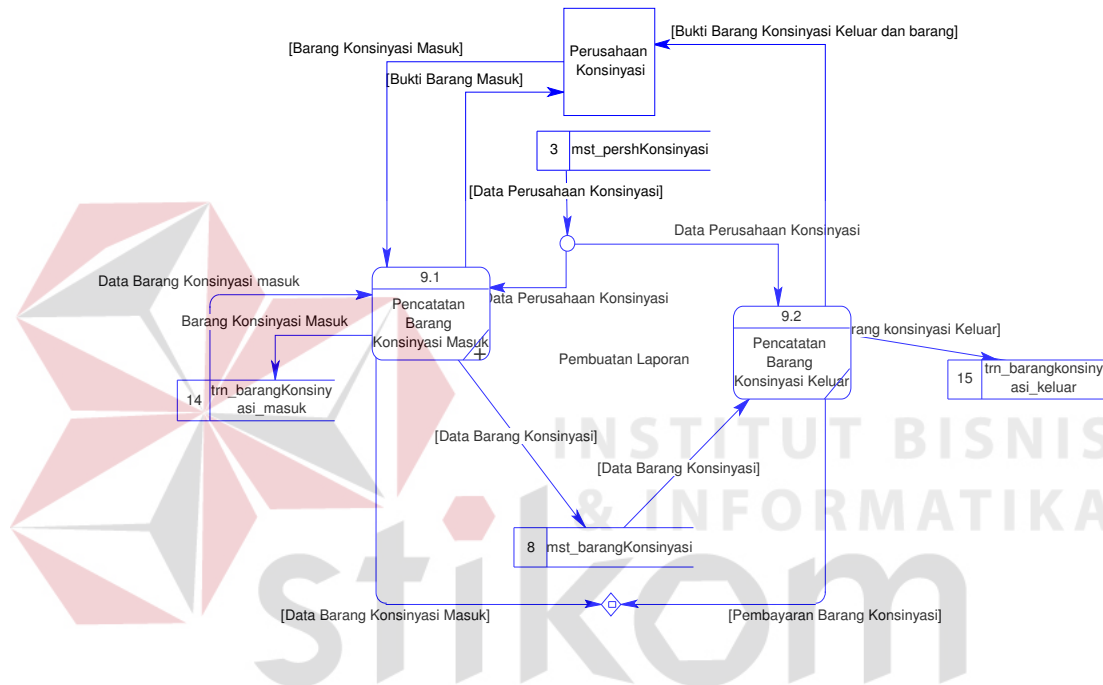 [Bukti Barang Konsinyasi Keluar dan barang]
[Barang Konsinyasi Masuk]
Perusahaan
Konsinyasi
[Bukti Barang Masuk]
3 mst_pershKonsinyasi
[Data Perusahaan Konsinyasi]
Data Perusahaan Konsinyasi
9.1
Data Barang Konsinyasi masuk
Data Perusahaan Konsinyasi
Pencatatan
Barang
Konsinyasi Masuk
+
Barang Konsinyasi Masuk
9.2
Pencatatan
Barang
Konsinyasi Keluar
konsinyasi Keluar]
Pembuatan Laporan
14 trn_barangKonsiny
asi_masuk
15 trn_barangkonsiny
asi_keluar
[Data Barang Konsinyasi]
INSTITUT BISNIS
[Data Barang Konsinyasi]
& INFORMATIKA
8 mst_barangKonsinyasi
stikom
[Data Barang Konsinyasi Masuk]
[Pembayaran Barang Konsinyasi]